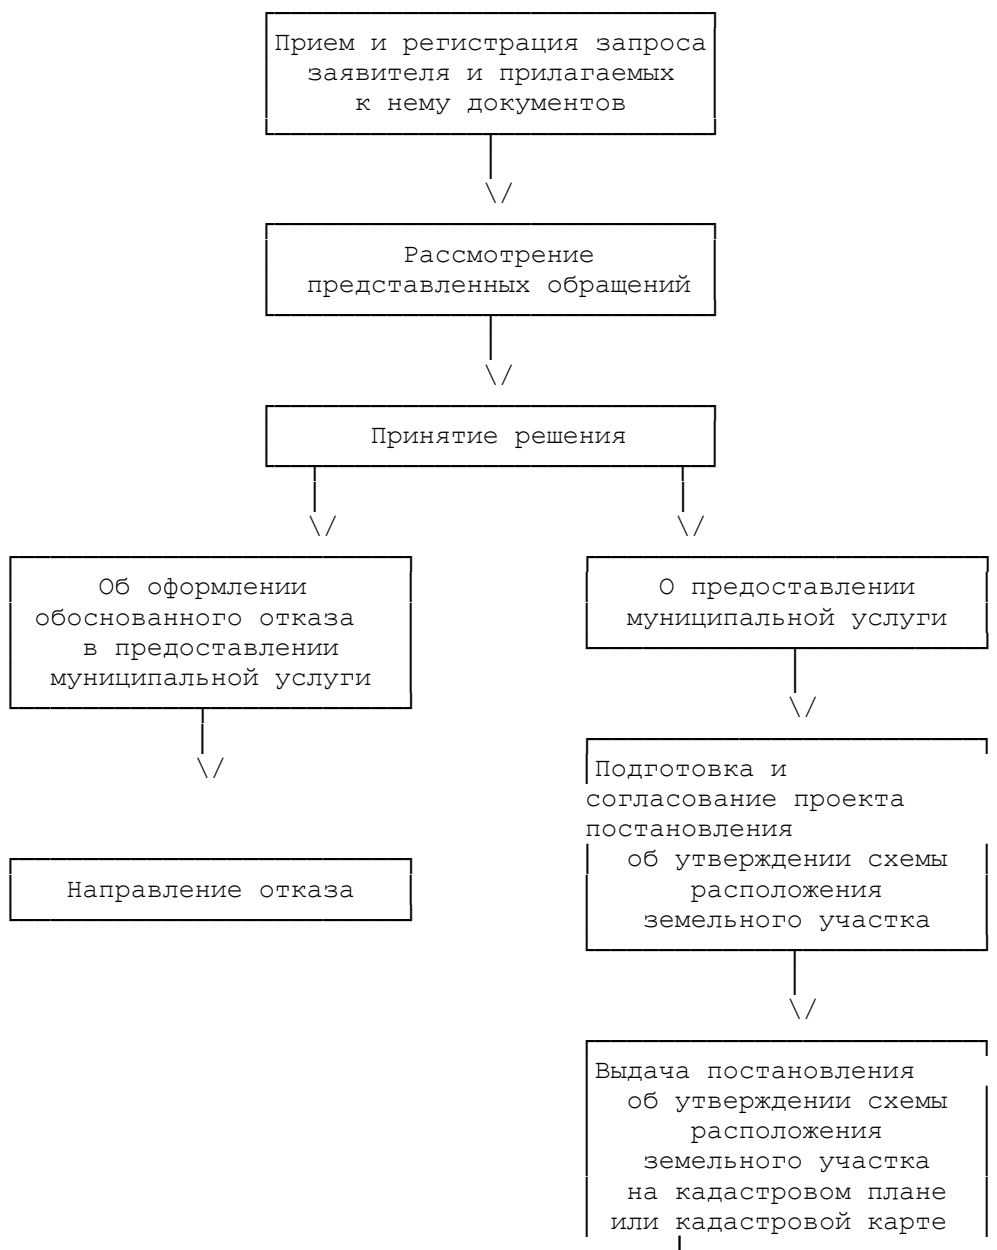 Прием и регистрация запроса
заявителя и прилагаемых
к нему документов
Рассмотрение
представленных обращений
Принятие решения
Об оформлении
обоснованного отказа
в предоставлении
муниципальной услуги
Направление отказа
О предоставлении
муниципальной услуги
Подготовка и
согласование проекта
постановления
об утверждении схемы
расположения
земельного участка
Выдача постановления
об утверждении схемы
расположения
земельного участка
на кадастровом плане
или кадастровой карте